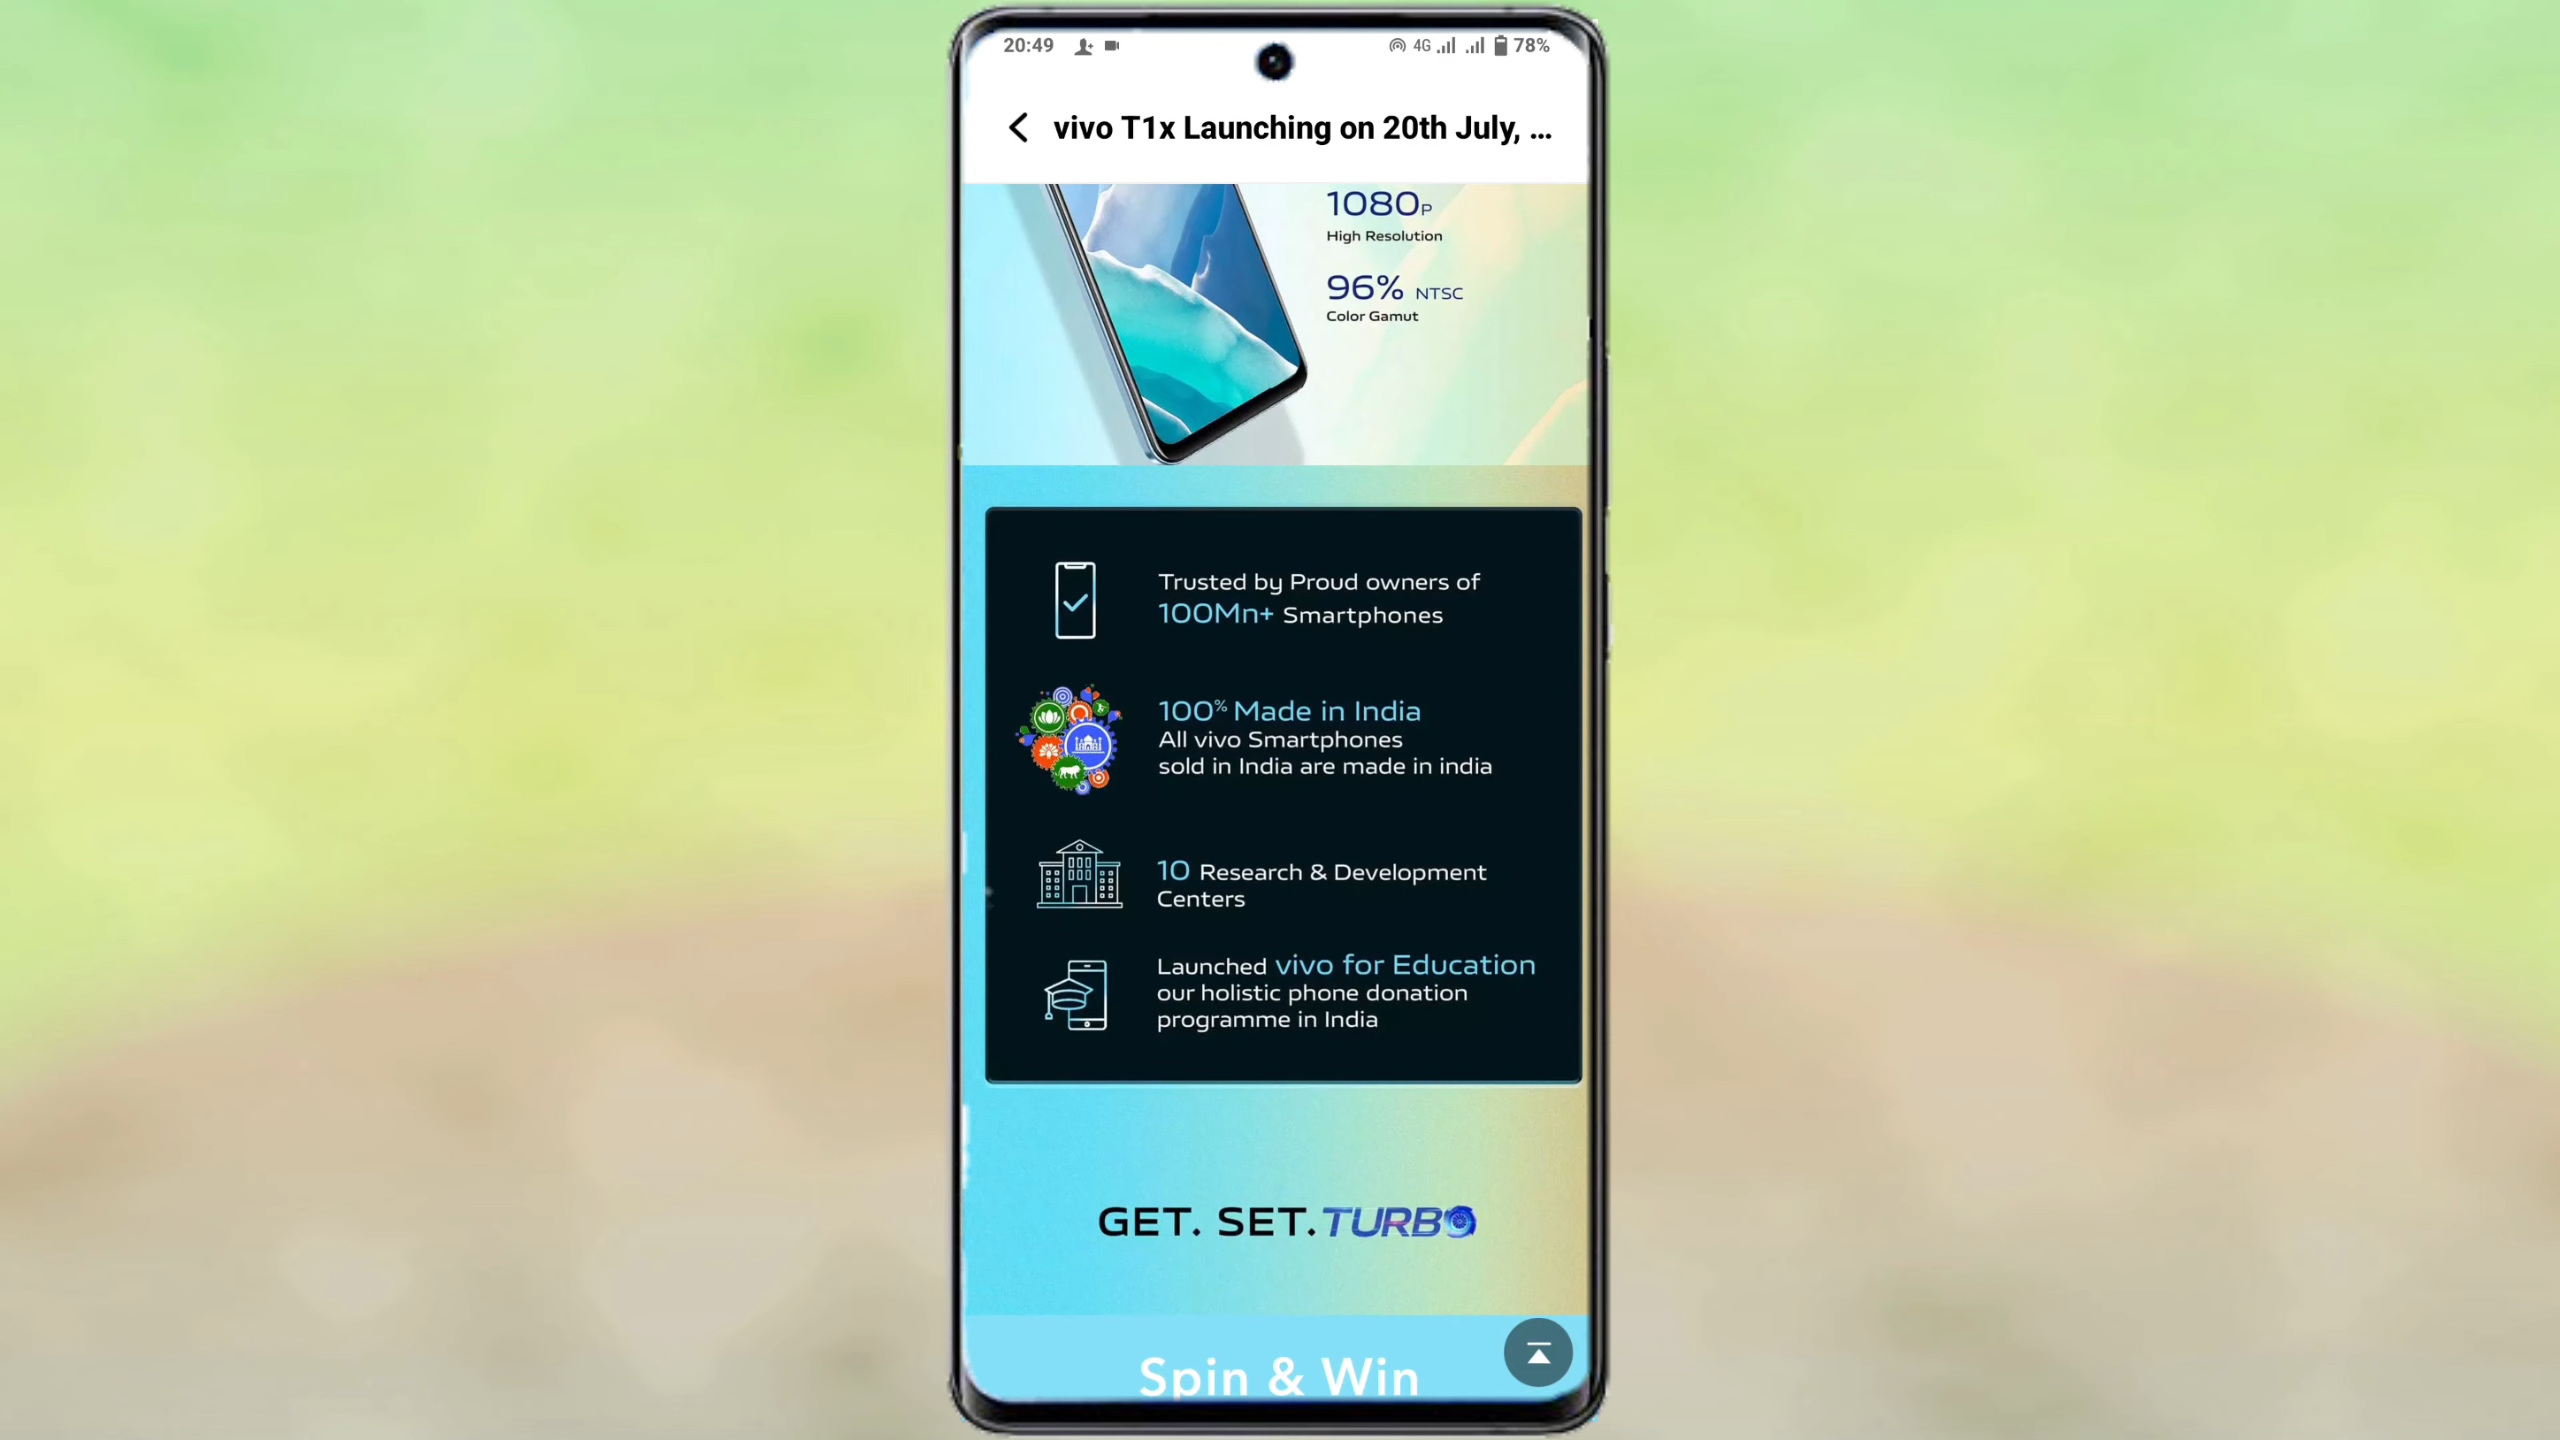 20:49
4G 78%
vivo T1x Launching on 20th July, ...
1080P
High Resolution
96% NTSC
Color Gamut
Trusted by Proud owners of
100Mn+ Smartphones
100% Made in India
All vivo Smartphones
sold in India are made in india
10 Research & Development
Centers
Launched vivo for Education
our holistic phone donation
programme in India
GET. SET. TURBO
Spin & Win